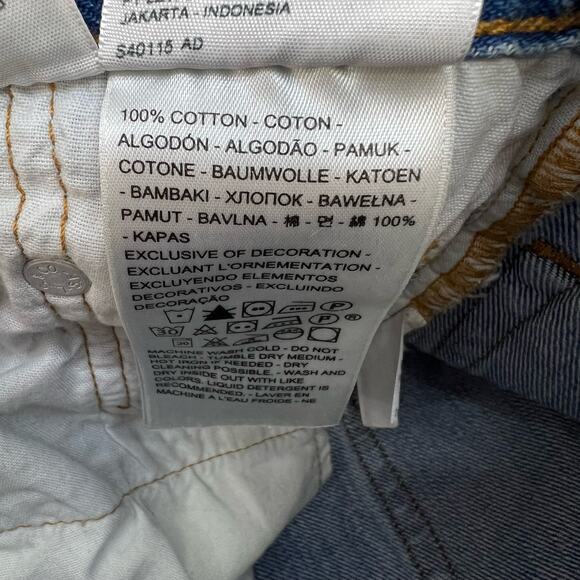 JAKARTA - INDONESIA
S40115 AD
100% COTTON - COTON -
ALGODÓN - ALGODÃO - PAMUK -
COTONE - BAUMWOLLE - KATOEN
- BAMBAKI - ХЛОПОК - BAWEŁNA -
PAMUT - BAVLNA - 棉 - 면 - 綿 100%
- KAPAS
EXCLUSIVE OF DECORATION -
EXCLUANT L'ORNEMENTATION -
EXCLUYENDO ELEMENTOS
DECORATIVOS - EXCLUINDO
DECORAÇÃO
P ®
30
MACHINE WASH COLD - DO NOT
BLEACH - TUMBLE DRY MEDIUM -
HOT IRON IF NEEDED - DRY
CLEANING POSSIBLE. - WASH AND
DRY INSIDE OUT WITH LIKE
COLORS. LIQUID DETERGENT IS
RECOMMENDED. - LAVER EN
MACHINE A L'EAU FROIDE - NE